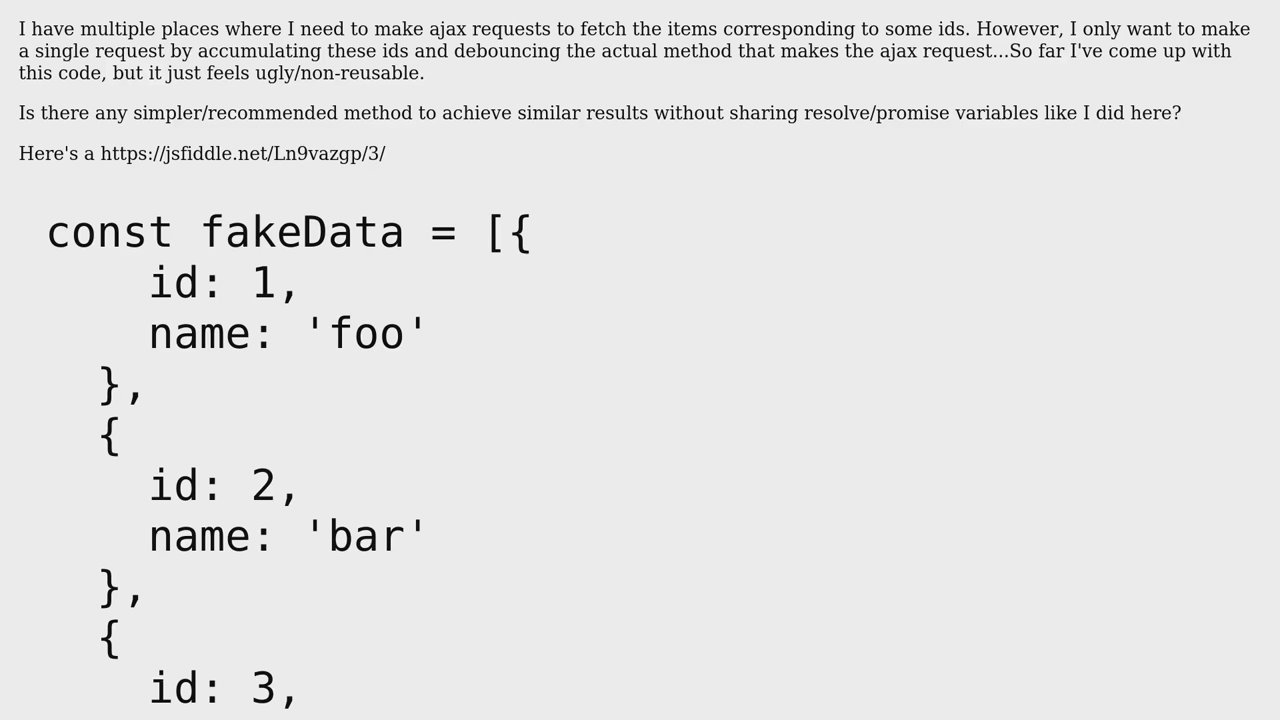 I have multiple places where I need to make ajax requests to fetch the items corresponding to some ids. However, I only want to make
a single request by accumulating these ids and debouncing the actual method that makes the ajax request...So far I've come up with
this code, but it just feels ugly/non-reusable.
Is there any simpler/recommended method to achieve similar results without sharing resolve/promise variables like I did here?
Here's a https://jsfiddle.net/Ln9vazgp/3/
const fakeData = [{
    id: 1,
    name: 'foo'
  },
  {
    id: 2,
    name: 'bar'
  },
  {
    id: 3,